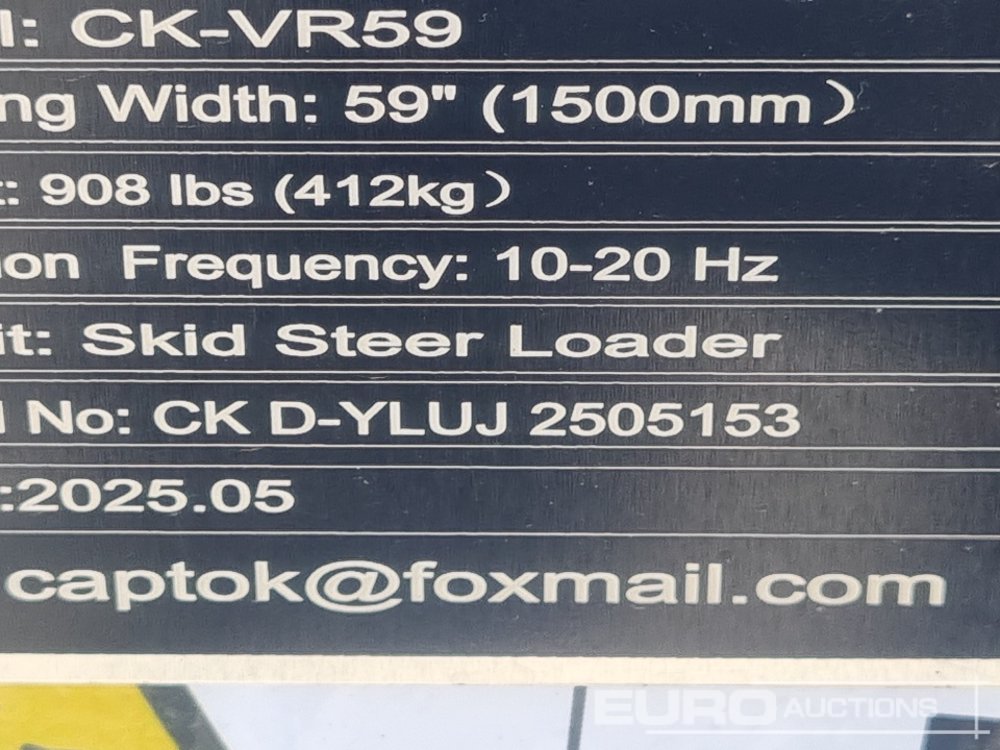 l: CK-VR59
ng Width: 59" (1500mm)
t: 908 lbs (412kg)
ion Frequency: 10-20 Hz
it: Skid Steer Loader
l No: CK D-YLUJ 2505153
:2025.05
captok@foxmail.com
EURO AUCTIONS